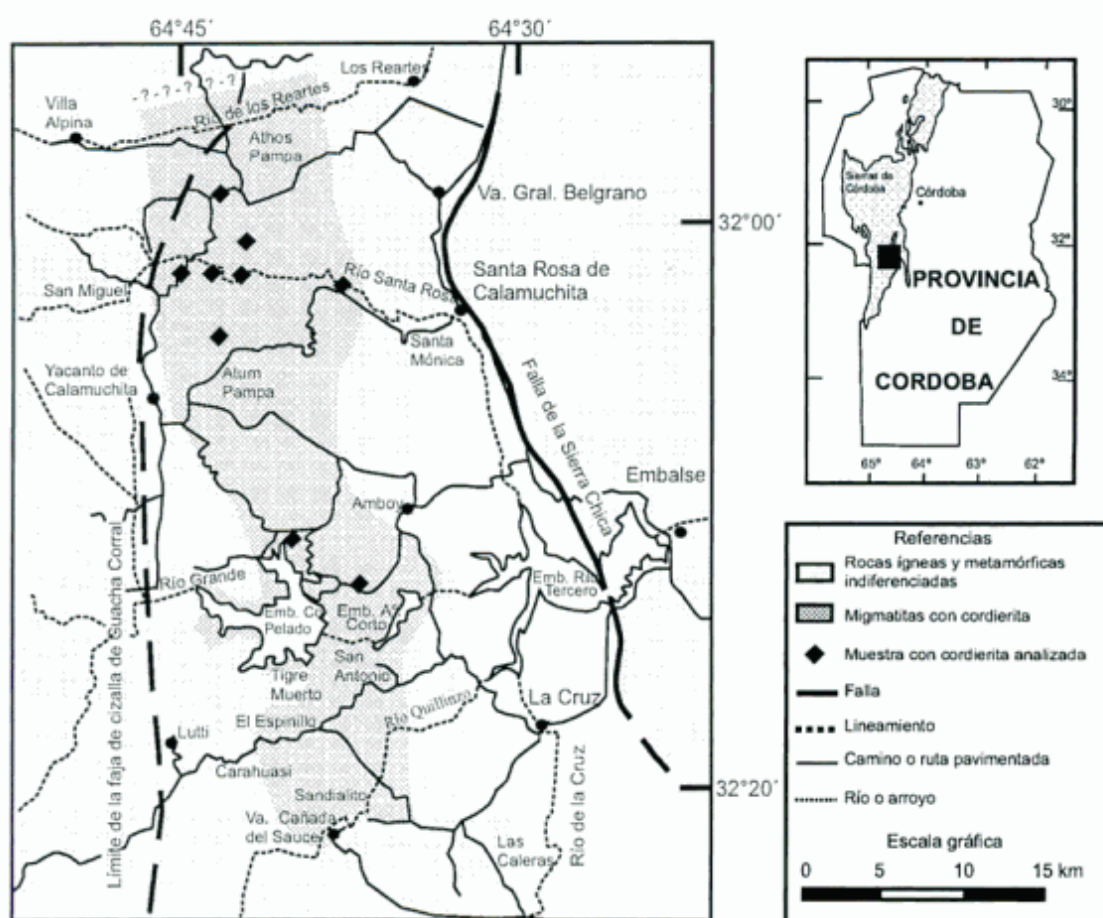 64°45´
64°30´
Los Reartes
- ? - ? - ? - ? - ?
Río de los Reartes
Villa
Alpina
Athos
Pampa
Va. Gral. Belgrano
32°00´
Río Santa Rosa
Santa Rosa de
Calamuchita
San Miguel
Santa
Mónica
Yacanto de
Calamuchita
Atum
Pampa
Falla de la Sierra Chica
Embalse
Amboy
Límite de la faja de cizalla de Guacha Corral
Río Grande
Emb. Co
Pelado
Emb. Aº
Corto
Emb. Río
Tercero
San
Antonio
Tigre
Muerto
Río Quillinzo
La Cruz
El Espinillo
Lutti
Carahuasi
Sandialito
32°20´
Va. Cañada
del Sauce
Río de la Cruz
Las
Caleras
30°
Sierras de
Córdoba
Córdoba
32°
PROVINCIA
DE
CORDOBA
34°
65°
64°
63°
62°
Referencias
Rocas ígneas y metamórficas
indiferenciadas
Migmatitas con cordierita
Muestra con cordierita analizada
Falla
Lineamiento
Camino o ruta pavimentada
Río o arroyo
Escala gráfica
0 5 10 15 km